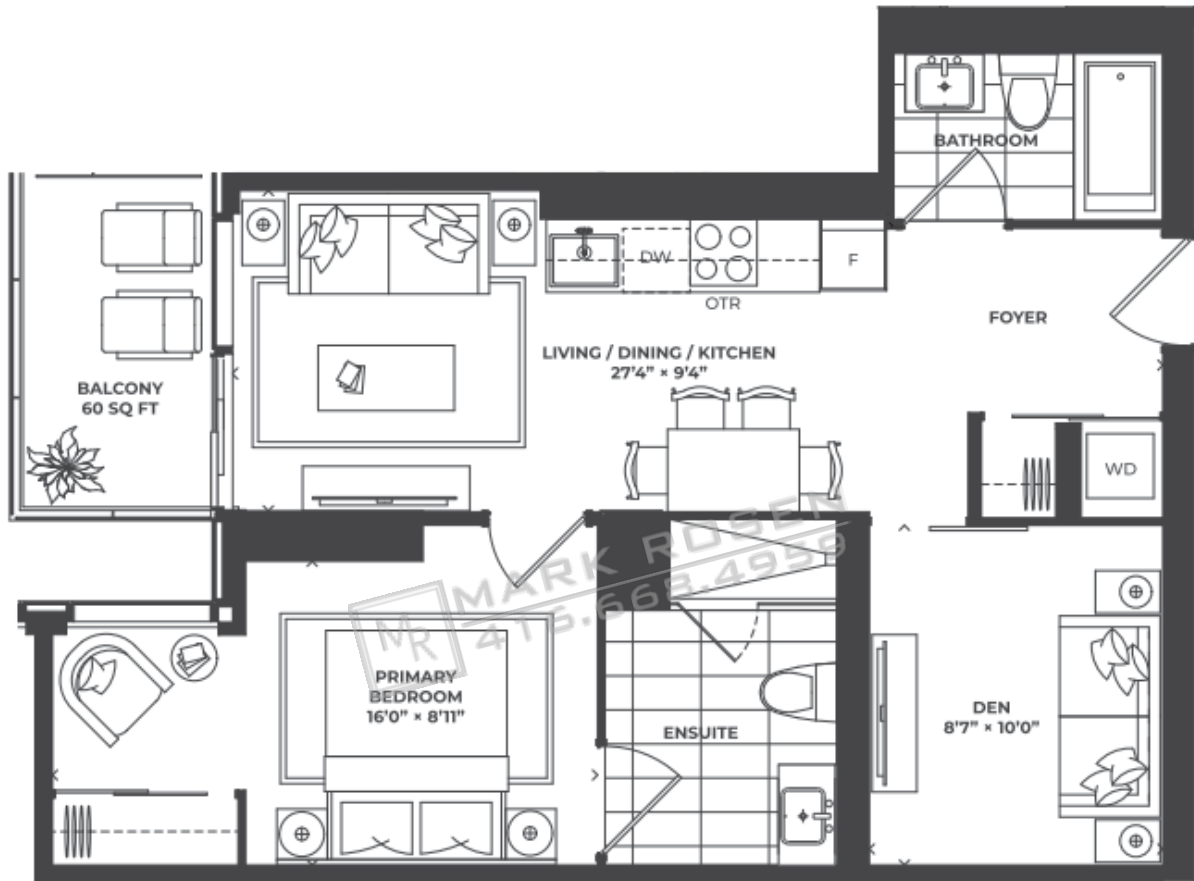 BATHROOM
DW
F
OTR
FOYER
LIVING / DINING / KITCHEN
27'4" × 9'4"
BALCONY
60 SQ FT
WD
MR
MARK ROSEN
416.668.4959
PRIMARY
BEDROOM
16'0" × 8'11"
ENSUITE
DEN
8'7" × 10'0"